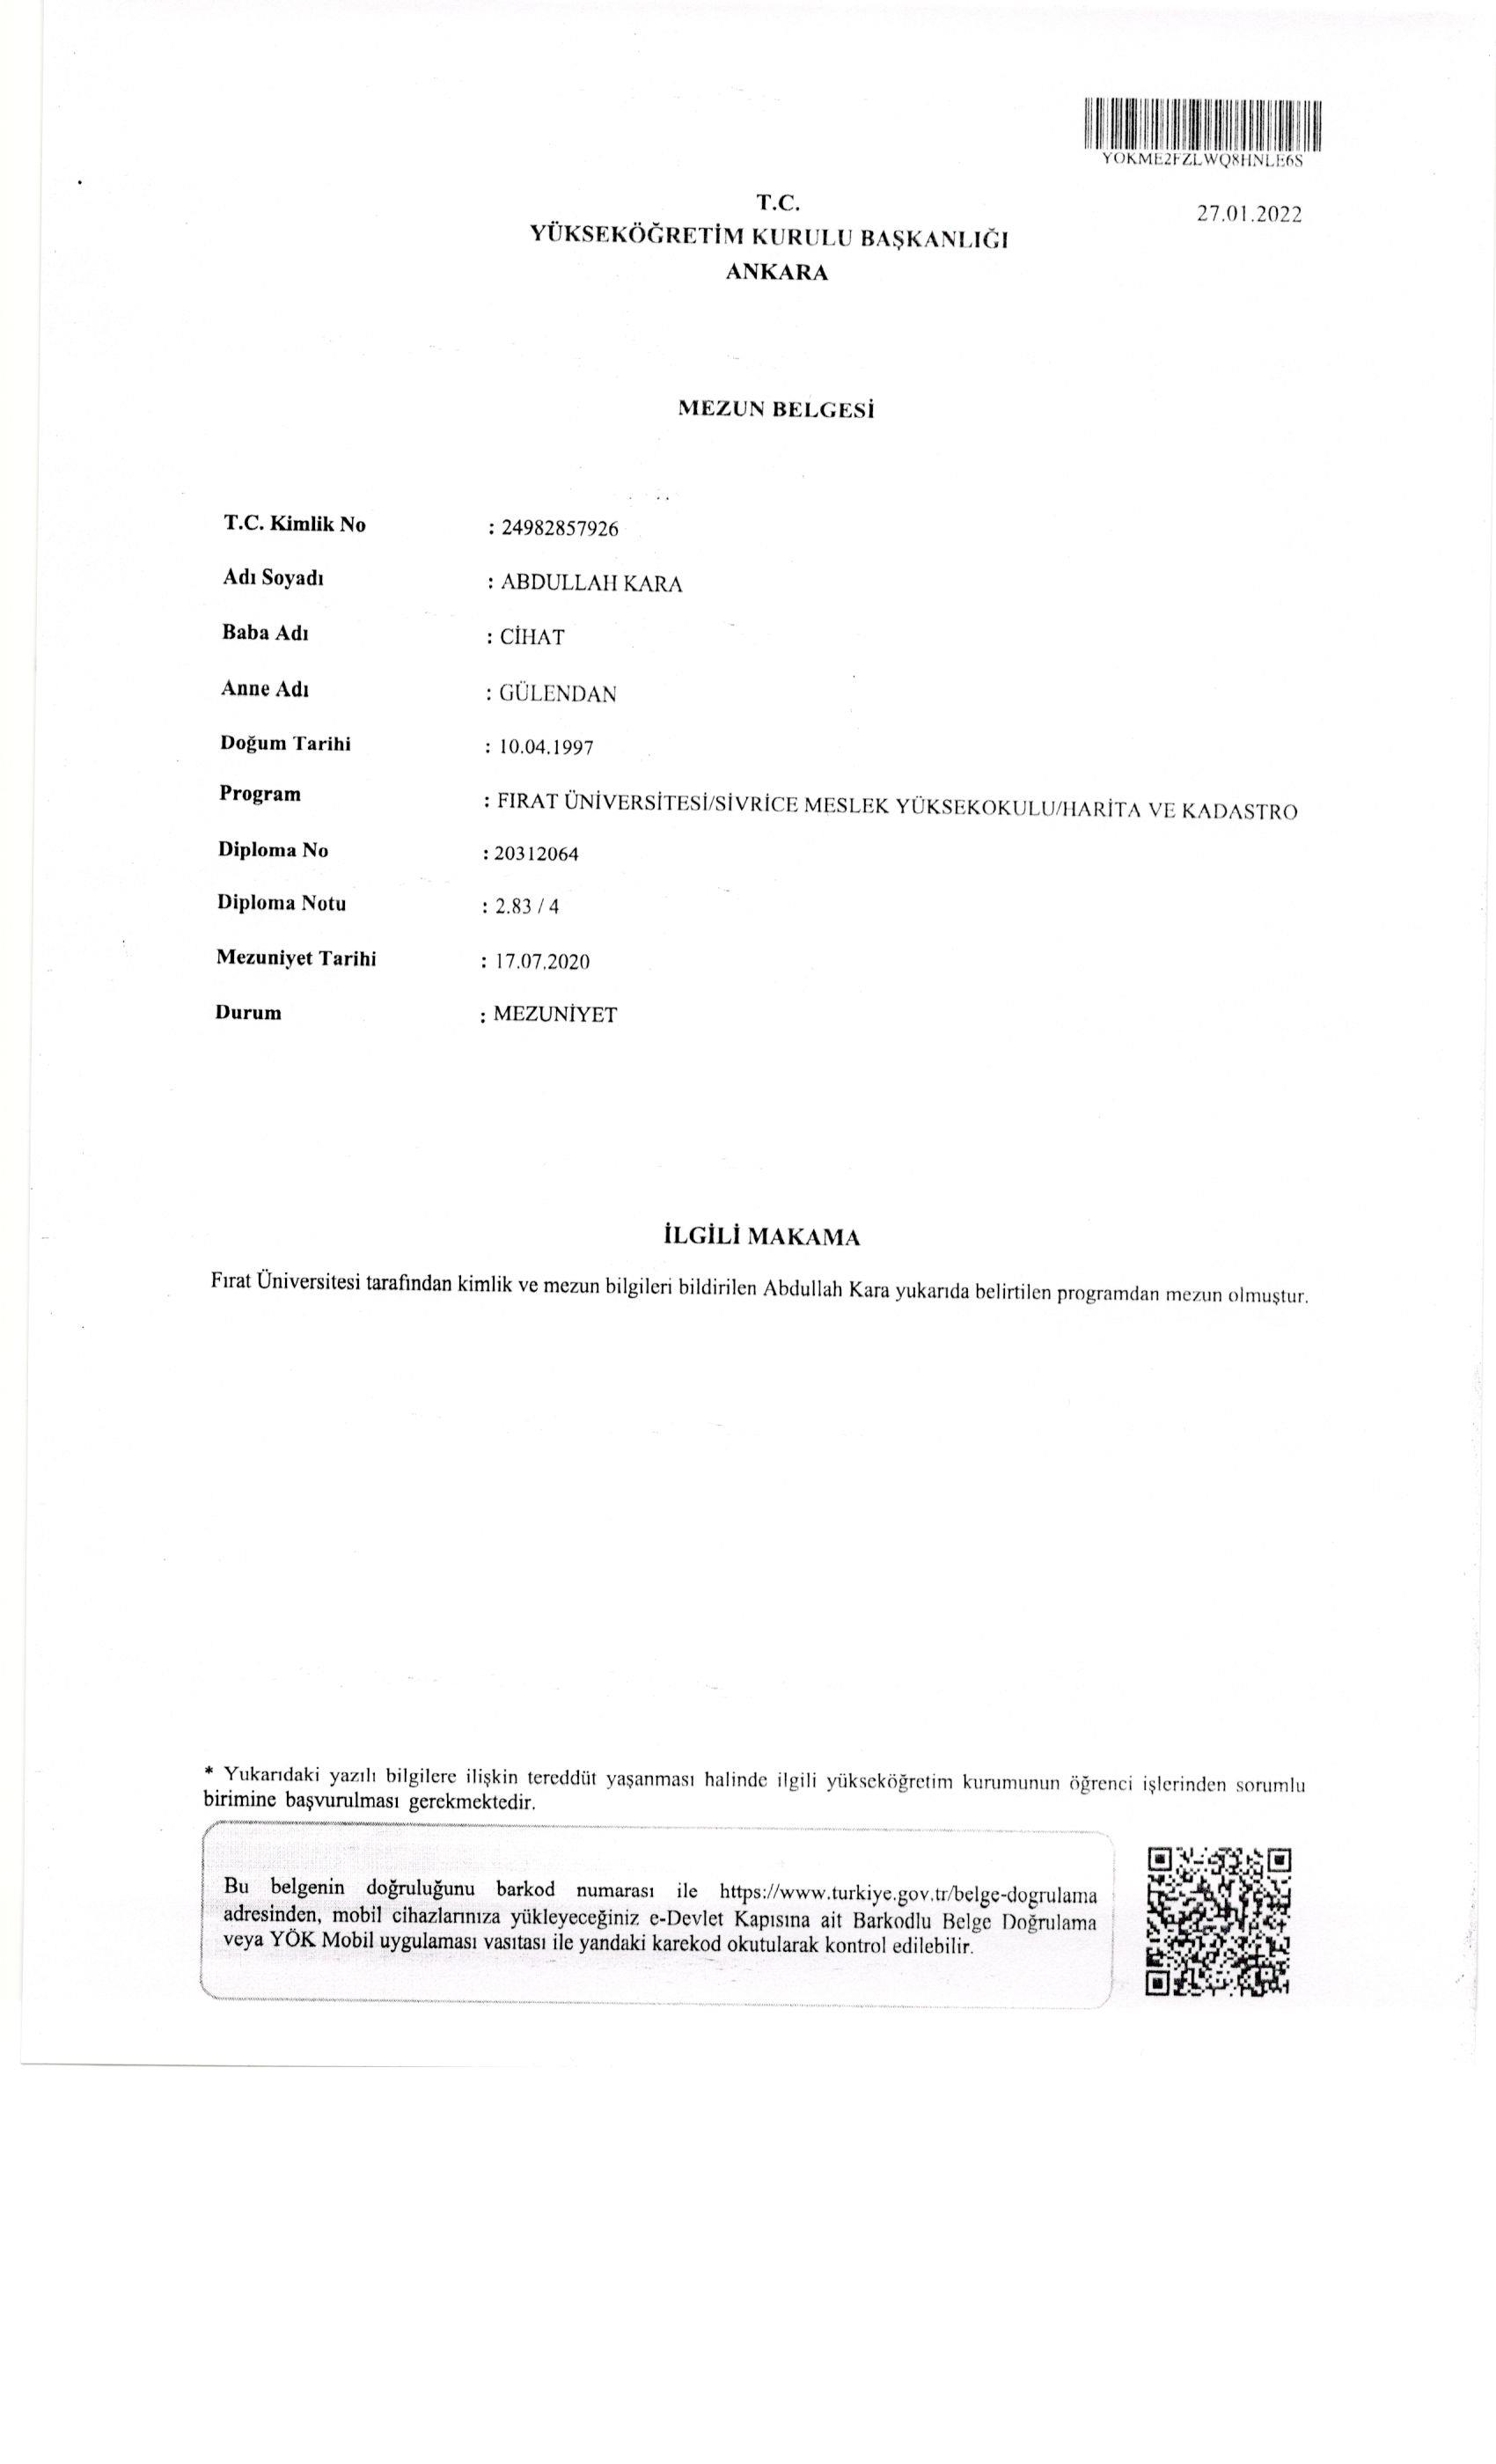 YOKME2FZLWQ8HNLE6S
T.C.
27.01.2022
YÜKSEKÖĞRETİM KURULU BAŞKANLIĞI
ANKARA
MEZUN BELGESİ
T.C. Kimlik No : 24982857926
Adı Soyadı : ABDULLAH KARA
Baba Adı : CİHAT
Anne Adı : GÜLENDAN
Doğum Tarihi : 10.04.1997
Program : FIRAT ÜNİVERSİTESİ/SİVRİCE MESLEK YÜKSEKOKULU/HARİTA VE KADASTRO
Diploma No : 20312064
Diploma Notu : 2.83 / 4
Mezuniyet Tarihi : 17.07.2020
Durum : MEZUNİYET
İLGİLİ MAKAMA
Fırat Üniversitesi tarafından kimlik ve mezun bilgileri bildirilen Abdullah Kara yukarıda belirtilen programdan mezun olmuştur.
* Yukarıdaki yazılı bilgilere ilişkin tereddüt yaşanması halinde ilgili yükseköğretim kurumunun öğrenci işlerinden sorumlu
birimine başvurulması gerekmektedir.
Bu belgenin doğruluğunu barkod numarası ile https://www.turkiye.gov.tr/belge-dogrulama
adresinden, mobil cihazlarınıza yükleyeceğiniz e-Devlet Kapısına ait Barkodlu Belge Doğrulama
veya YÖK Mobil uygulaması vasıtası ile yandaki karekod okutularak kontrol edilebilir.